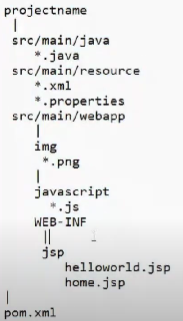 projectname
|
src/main/java
*.java
src/main/resource
*.xml
*.properties
src/main/webapp
|
img
*.png
|
javascript
*.js
WEB-INF
||
jsp
helloworld.jsp
home.jsp
|
pom.xml